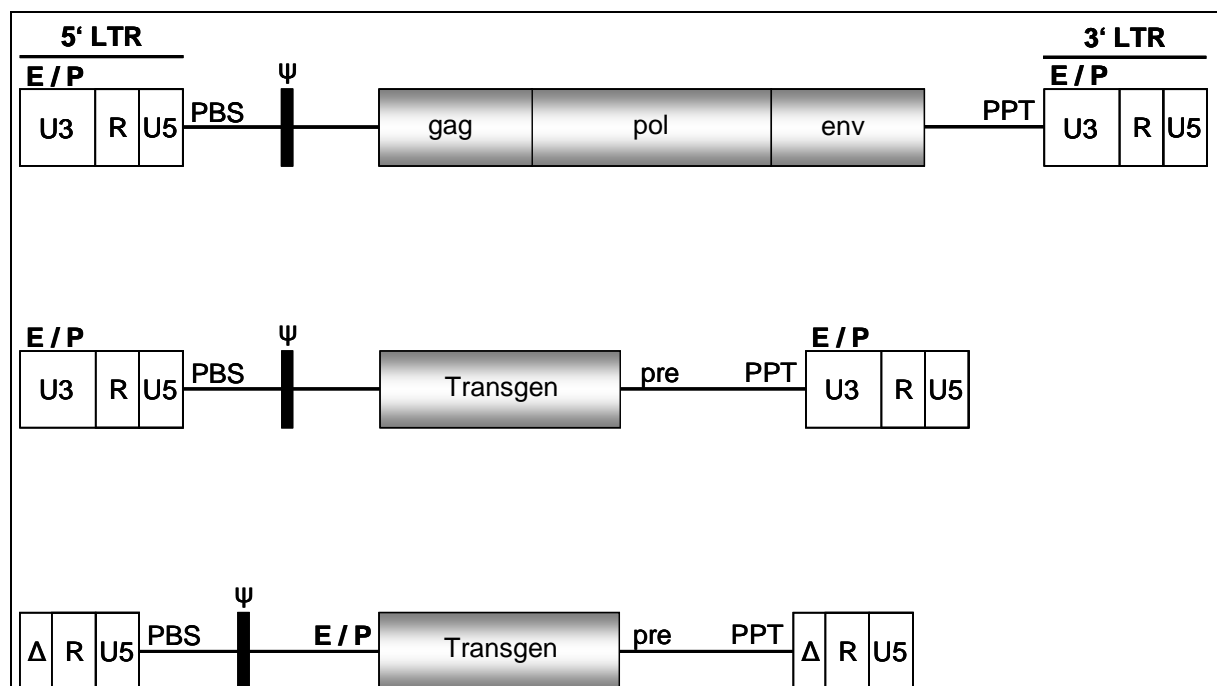 5‘ LTR 3‘ LTR
E / P E / P
U3 R U5 PBS Ψ gag pol env PPT U3 R U5
E / P Ψ E / P
U3 R U5 PBS Transgen pre PPT U3 R U5
Ψ
Δ R U5 PBS E / P Transgen pre PPT Δ R U5